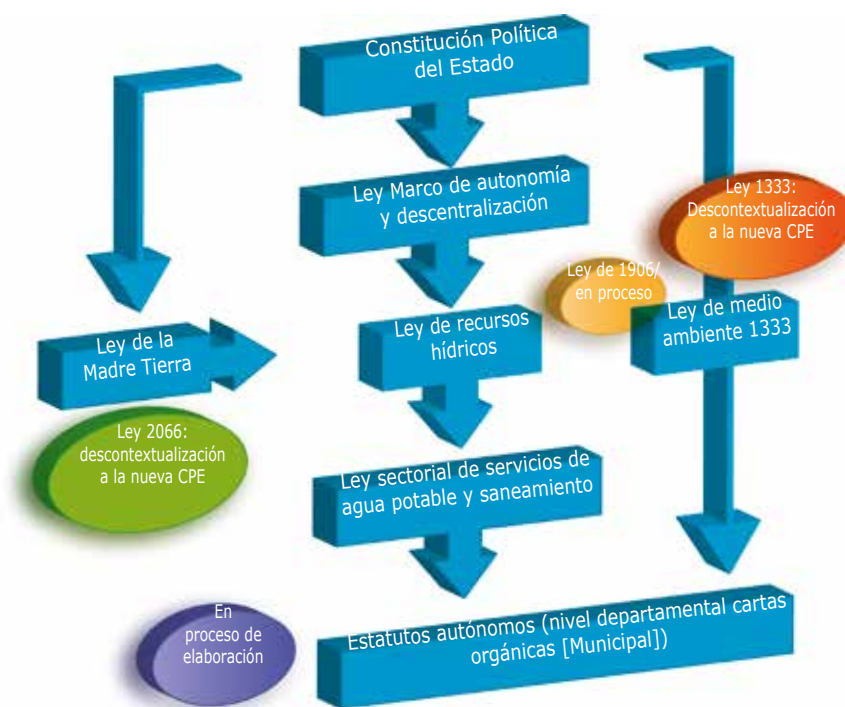 Constitución Política
del Estado
Ley Marco de autonomía
y descentralización
Ley 1333:
Descontextualización
a la nueva CPE
Ley de 1906/
en proceso
Ley de la
Madre Tierra
Ley de recursos
hídricos
Ley de medio
ambiente 1333
Ley 2066:
descontextualización
a la nueva CPE
Ley sectorial de servicios de
agua potable y saneamiento
En
proceso de
elaboración
Estatutos autónomos (nivel departamental cartas
orgánicas [Municipal])